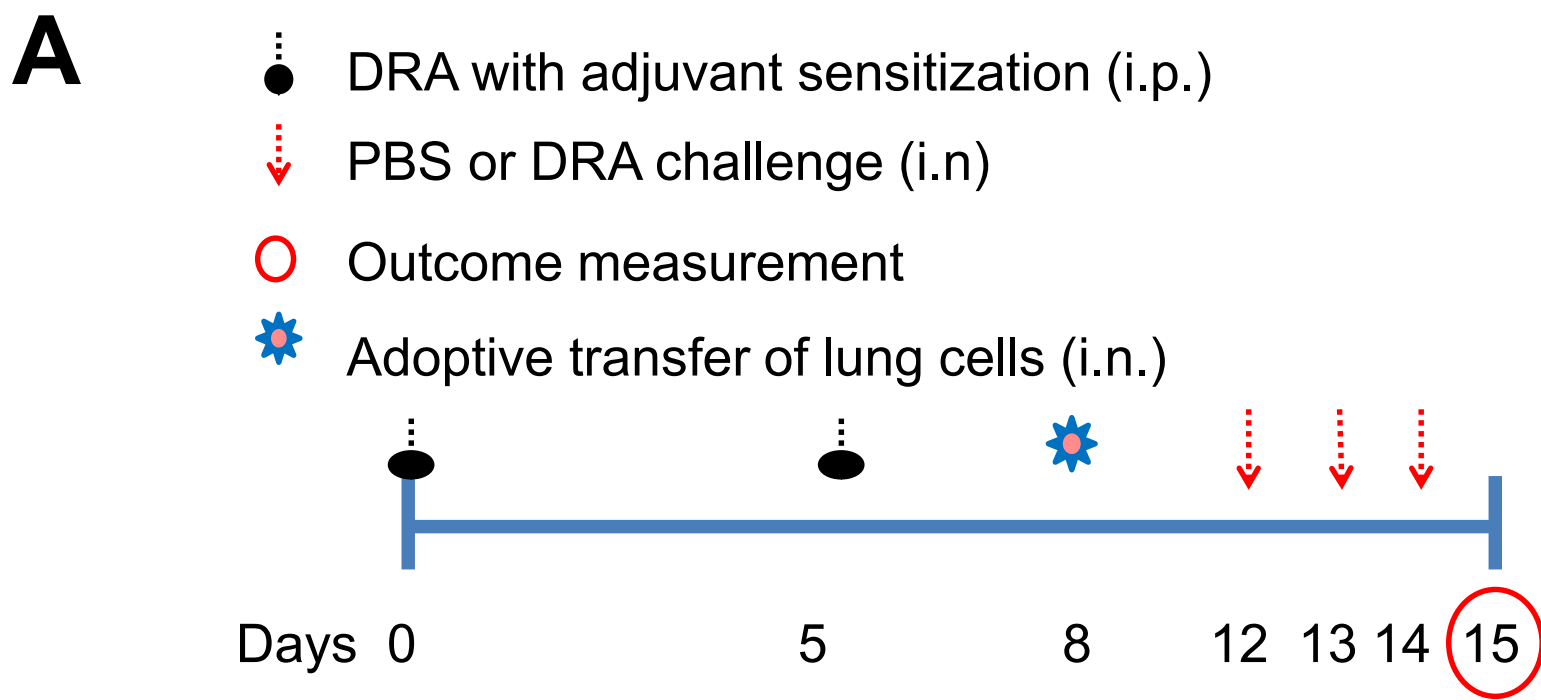 A
DRA with adjuvant sensitization (i.p.)
PBS or DRA challenge (i.n)
Outcome measurement
Adoptive transfer of lung cells (i.n.)
Days 0 5 8 12 13 14 15